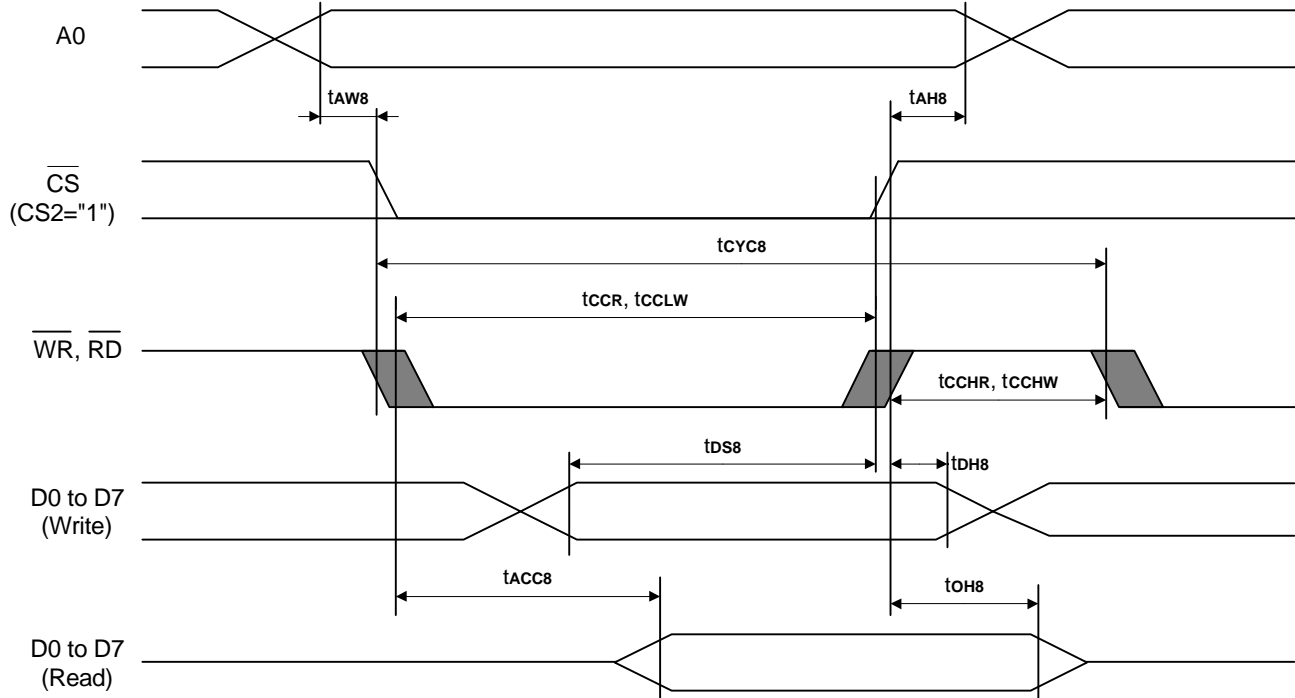 A0
tAW8
tAH8
CS
(CS2="1")
tCYC8
tCCR, tCCLW
WR, RD
tCCHR, tCCHW
tDS8
tDH8
D0 to D7
(Write)
tACC8
tOH8
D0 to D7
(Read)